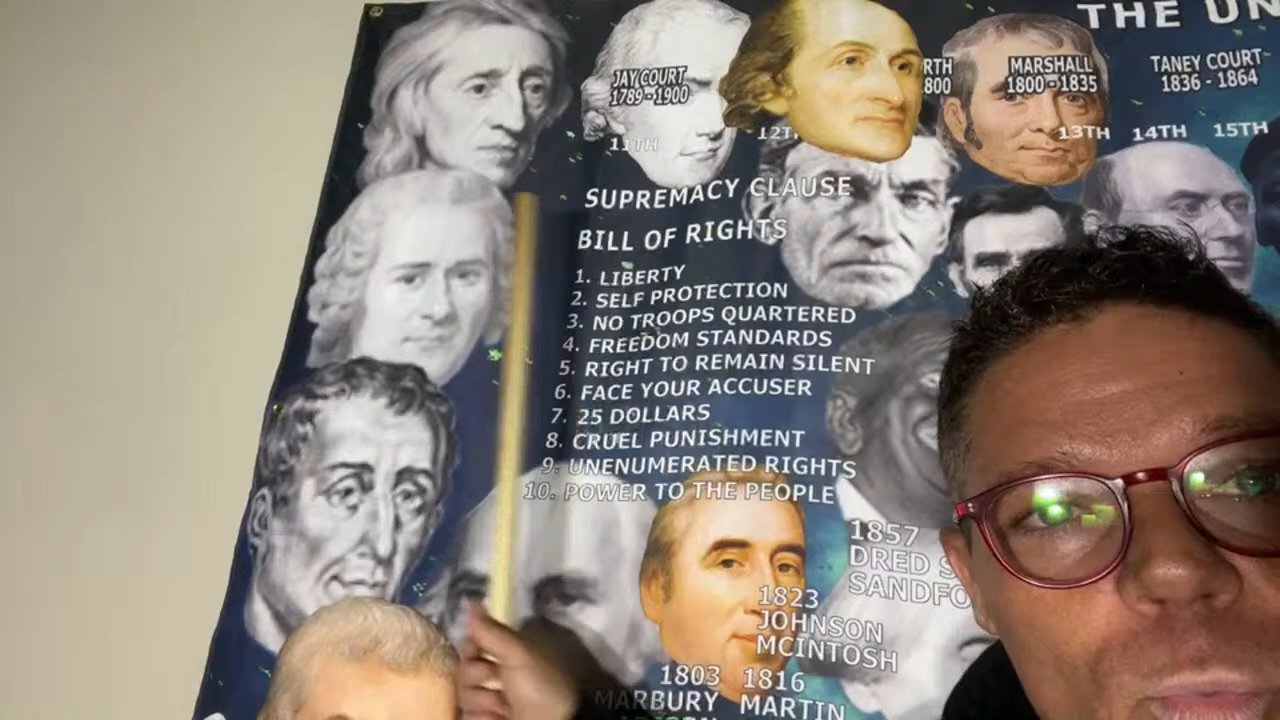 THE UN
JAY COURT
1789-1900
RTH
800
MARSHALL
1800-1835
TANEY COURT
1836 - 1864
11TH
12T
13TH
14TH
15TH
SUPREMACY CLAUSE
BILL OF RIGHTS
1. LIBERTY
2. SELF PROTECTION
3. NO TROOPS QUARTERED
4. FREEDOM STANDARDS
5. RIGHT TO REMAIN SILENT
6. FACE YOUR ACCUSER
7. 25 DOLLARS
8. CRUEL PUNISHMENT
9. UNENUMERATED RIGHTS
10. POWER TO THE PEOPLE
1857
DRED S
SANDFO
1823
JOHNSON
MCINTOSH
1803
MARBURY
1816
MARTIN